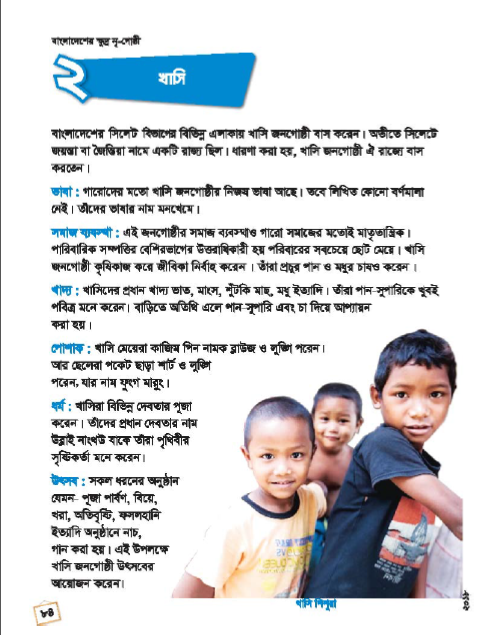 বাংলাদেশের ক্ষুদ্র নৃ-গোষ্ঠী
২
খাসি
বাংলাদেশের সিলেট বিভাগের বিভিন্ন এলাকায় খাসি জনগোষ্ঠী বাস করেন। অতীতে সিলেটে
জয়ন্তা বা জৈন্তিয়া নামে একটি রাজ্য ছিল। ধারণা করা হয়, খাসি জনগোষ্ঠী ঐ রাজ্যে বাস
করতেন।
ভাষা : গারোদের মতো খাসি জনগোষ্ঠীর নিজস্ব ভাষা আছে। তবে লিখিত কোনো বর্ণমালা
নেই। তাঁদের ভাষার নাম মনখেমে।
সমাজ ব্যবস্থা : এই জনগোষ্ঠীর সমাজ ব্যবস্থাও গারো সমাজের মতোই মাতৃতান্ত্রিক।
পারিবারিক সম্পত্তির বেশিরভাগের উত্তরাধিকারী হয় পরিবারের সবচেয়ে ছোট মেয়ে। খাসি
জনগোষ্ঠী কৃষিকাজ করে জীবিকা নির্বাহ করেন । তাঁরা প্রচুর পান ও মধুর চাষও করেন ।
খাদ্য : খাসিদের প্রধান খাদ্য ভাত, মাংস, শুঁটকি মাছ, মধু ইত্যাদি। তাঁরা পান-সুপারিকে খুবই
পবিত্র মনে করেন। বাড়িতে অতিথি এলে পান-সুপারি এবং চা দিয়ে আপ্যায়ন
করা হয়।
পোশাক : খাসি মেয়েরা কাজিম পিন নামক ব্লাউজ ও লুঙ্গি পরেন।
আর ছেলেরা পকেট ছাড়া শার্ট ও লুঙ্গি
পরেন, যার নাম ফুংগ মারুং।
ধর্ম : খাসিরা বিভিন্ন দেবতার পূজা
করেন। তাঁদের প্রধান দেবতার নাম
উব্লাই নাংথউ যাকে তাঁরা পৃথিবীর
সৃষ্টিকর্তা মনে করেন।
উৎসব : সকল ধরনের অনুষ্ঠান
যেমন- পূজা পার্বণ, বিয়ে,
খরা, অতিবৃষ্টি, ফসলহানি
ইত্যাদি অনুষ্ঠানে নাচ,
গান করা হয়। এই উপলক্ষে
খাসি জনগোষ্ঠী উৎসবের
আয়োজন করেন।
খাসি শিশুরা
৮৪